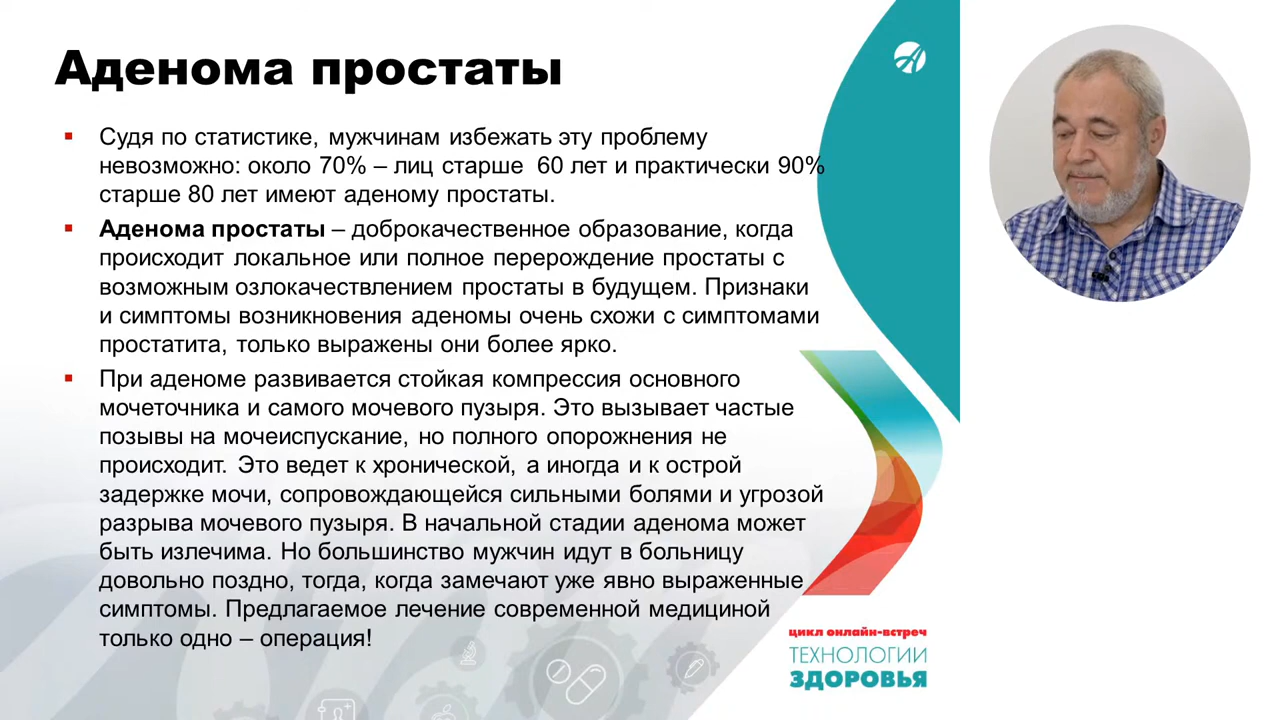 Аденома простаты
▪ Судя по статистике, мужчинам избежать эту проблему
невозможно: около 70% – лиц старше 60 лет и практически 90%
старше 80 лет имеют аденому простаты.
▪ Аденома простаты – доброкачественное образование, когда
происходит локальное или полное перерождение простаты с
возможным озлокачествлением простаты в будущем. Признаки
и симптомы возникновения аденомы очень схожи с симптомами
простатита, только выражены они более ярко.
▪ При аденоме развивается стойкая компрессия основного
мочеточника и самого мочевого пузыря. Это вызывает частые
позывы на мочеиспускание, но полного опорожнения не
происходит. Это ведет к хронической, а иногда и к острой
задержке мочи, сопровождающейся сильными болями и угрозой
разрыва мочевого пузыря. В начальной стадии аденома может
быть излечима. Но большинство мужчин идут в больницу
довольно поздно, тогда, когда замечают уже явно выраженные
симптомы. Предлагаемое лечение современной медициной
только одно – операция!
цикл онлайн-встреч
ТЕХНОЛОГИИ
ЗДОРОВЬЯ